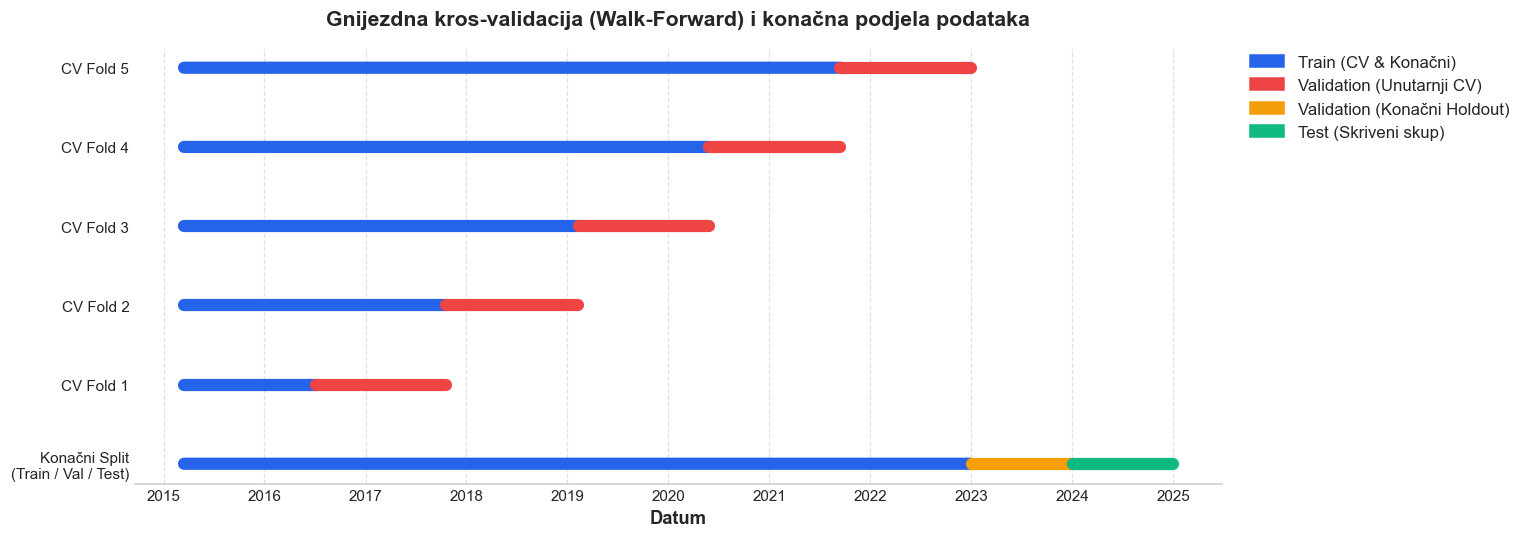 Gnijezdna kros-validacija (Walk-Forward) i konačna podjela podataka
CV Fold 5
CV Fold 4
CV Fold 3
CV Fold 2
CV Fold 1
Konačni Split
(Train / Val / Test)
2015 2016 2017 2018 2019 2020 2021 2022 2023 2024 2025
Datum
Train (CV & Konačni)
Validation (Unutarnji CV)
Validation (Konačni Holdout)
Test (Skriveni skup)